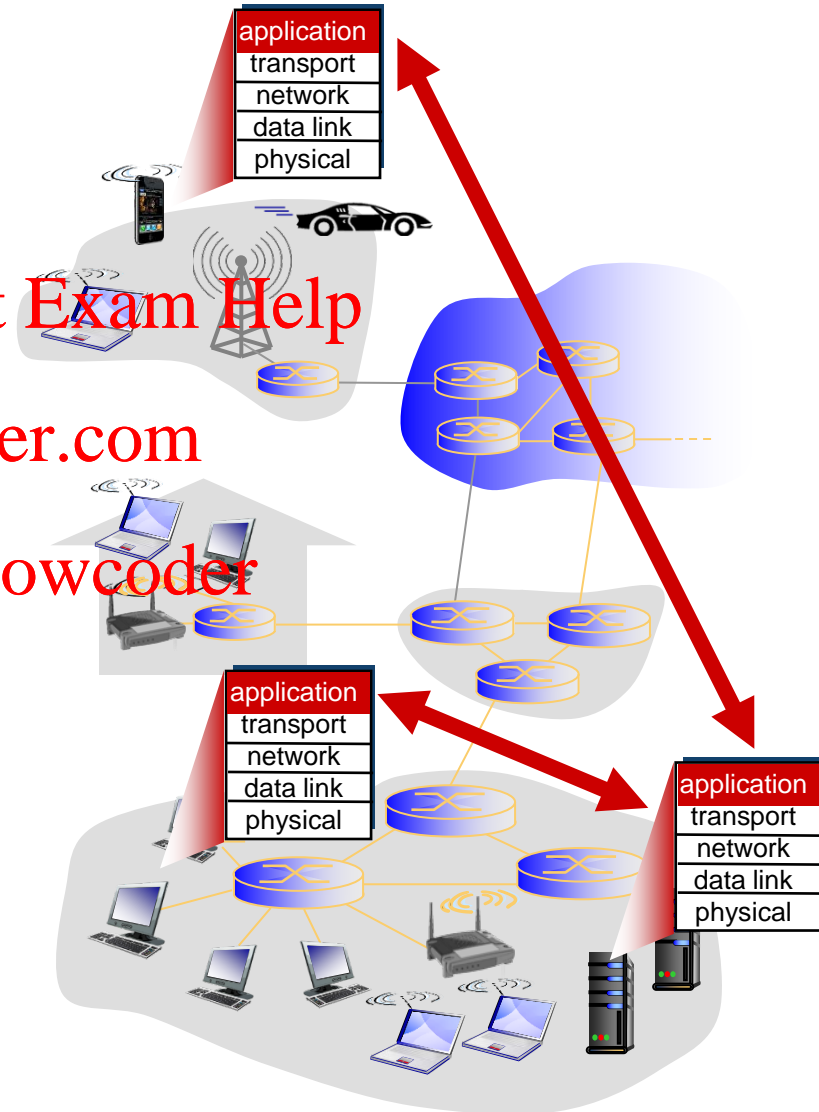 application
transport
network
data link
physical
t Exam Help
er.com
owcoder
application
transport
network
data link
physical
application
transport
network
data link
physical